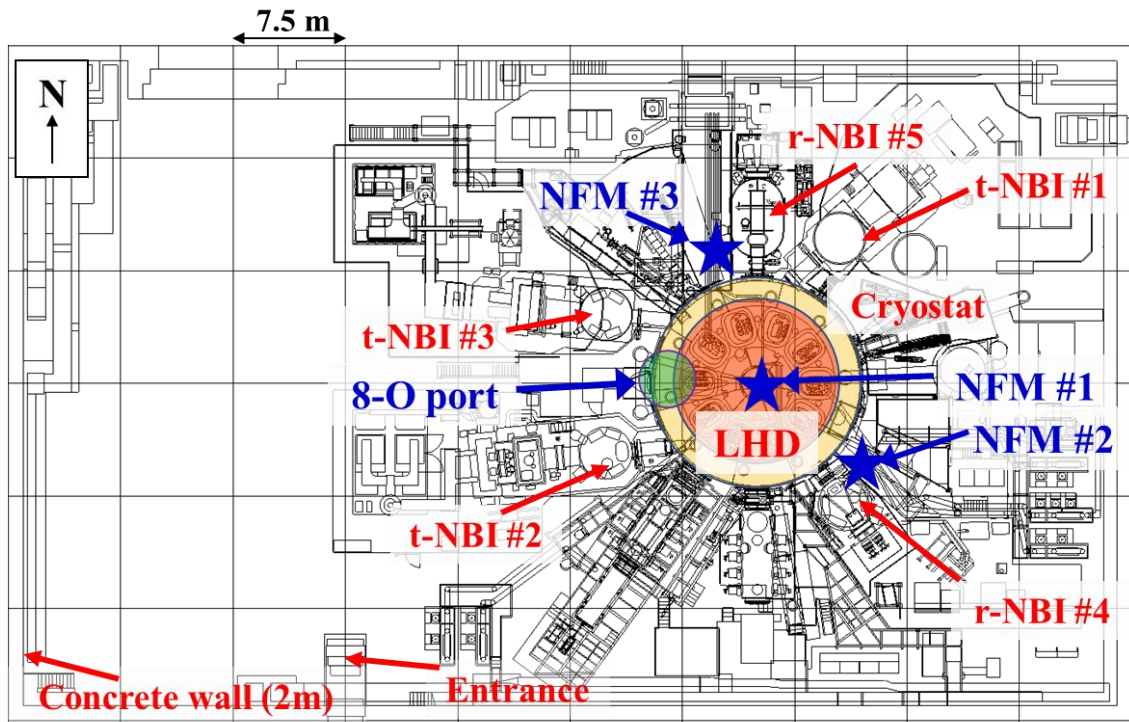 7.5 m
N
r-NBI #5
NFM #3
t-NBI #1
Cryostat
t-NBI #3
8-O port
NFM #1
LHD
NFM #2
t-NBI #2
r-NBI #4
Entrance
Concrete wall (2m)